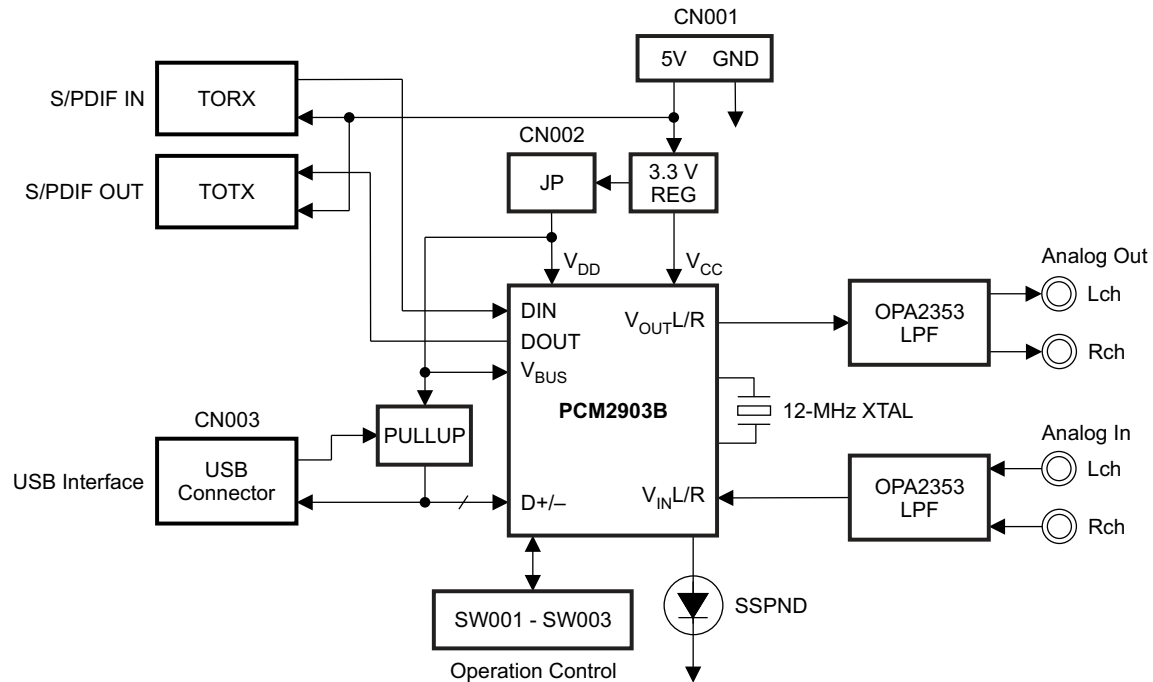 CN001
5V GND
S/PDIF IN
TORX
CN002
S/PDIF OUT
TOTX
JP
3.3 V
REG
VDD
VCC
Analog Out
DIN
VOUTL/R
OPA2353
LPF
Lch
DOUT
Rch
VBUS
PCM2903B
12-MHz XTAL
CN003
PULLUP
Analog In
USB Interface
USB
Connector
D+/–
VINL/R
OPA2353
LPF
Lch
Rch
SW001 - SW003
SSPND
Operation Control